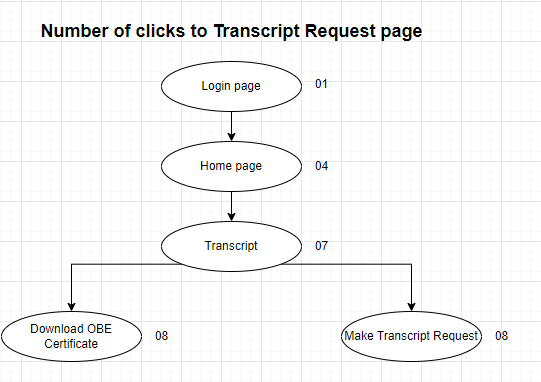 Number of clicks to Transcript Request page
Login page
01
Home page
04
Transcript
07
Download OBE
Certificate
08
Make Transcript Request
08